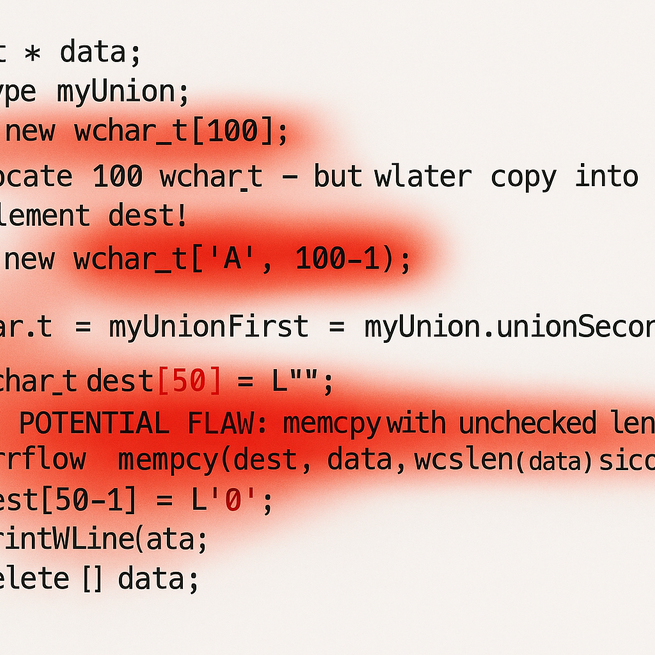 t * data;
ype myUnion;
new wchar_t[100];
ocate 100 wchar_t – but wlater copy into
lement dest!
new wchar_t['A', 100-1);
ar.t = myUnionFirst = myUnion.unionSecon
char_t dest[50] = L"";
POTENTIAL FLAW: memcpy with unchecked len
rrflow mempcy(dest, data, wcslen(data) sico
est[50-1] = L'0';
rintWLine(ata;
elete [] data;